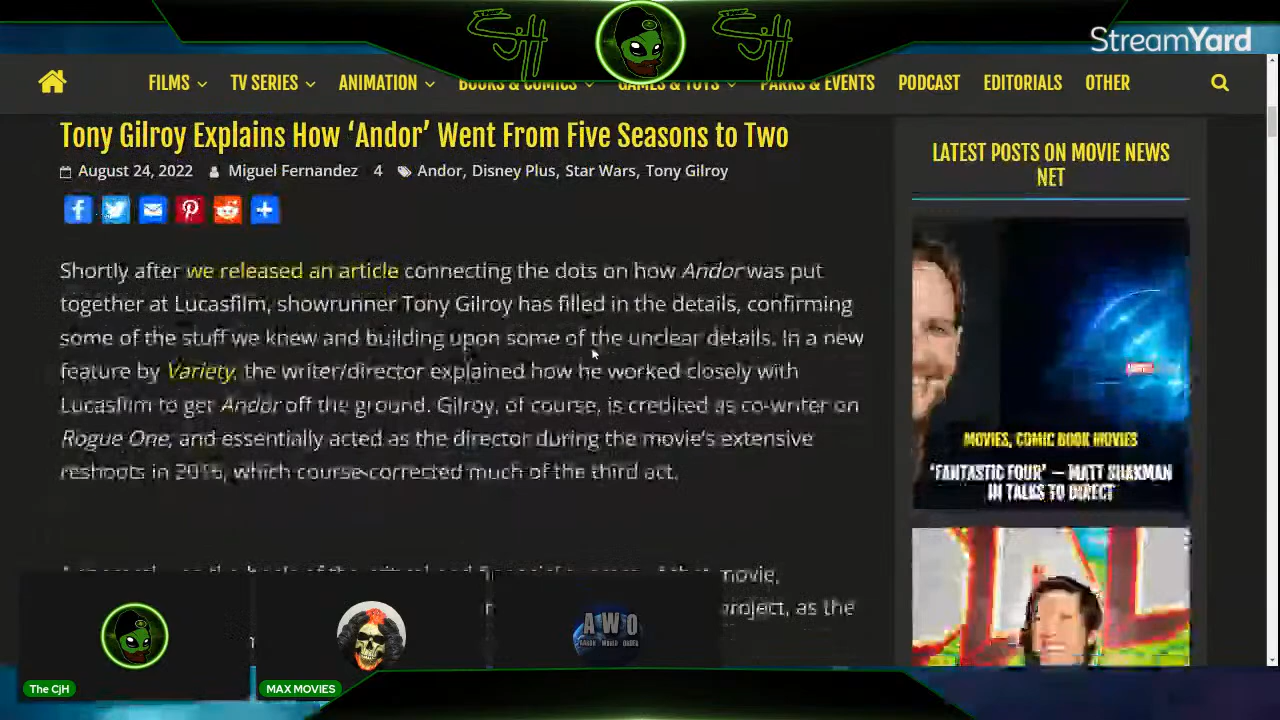 StreamYard
FILMS TV SERIES ANIMATION BOOKS & COMICS GAMES & TOYS PARKS & EVENTS PODCAST EDITORIALS OTHER
Tony Gilroy Explains How ‘Andor’ Went From Five Seasons to Two
August 24, 2022 Miguel Fernandez 4 Andor, Disney Plus, Star Wars, Tony Gilroy
Shortly after we released an article connecting the dots on how Andor was put
together at Lucasfilm, showrunner Tony Gilroy has filled in the details, confirming
some of the stuff we knew and building upon some of the unclear details. In a new
feature by Variety, the writer/director explained how he worked closely with
Lucasfilm to get Andor off the ground. Gilroy, of course, is credited as co-writer on
Rogue One, and essentially acted as the director during the movie’s extensive
reshoots in 2016, which course-corrected much of the third act.
movie,
project, as the
LATEST POSTS ON MOVIE NEWS
NET
MOVIES, COMIC BOOK MOVIES
‘FANTASTIC FOUR’ — MATT SHAKMAN
IN TALKS TO DIRECT
AWO
The CjH
MAX MOVIES